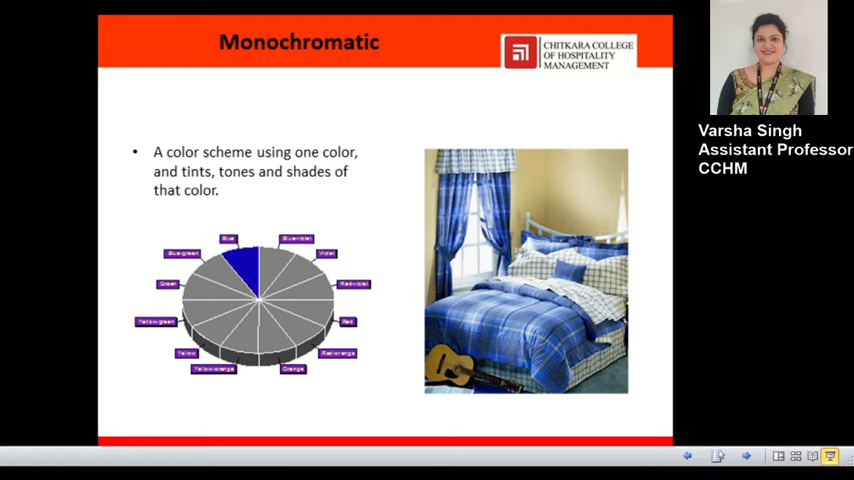 Monochromatic
CHITKARA COLLEGE
OF HOSPITALITY
MANAGEMENT
Varsha Singh
Assistant Professor
CCHM
• A color scheme using one color,
and tints, tones and shades of
that color.
Blue
Blue-violet
Blue-green
Violet
Green
Red-violet
Yellow-green
Red
Yellow
Red-orange
Yellow-orange
Orange